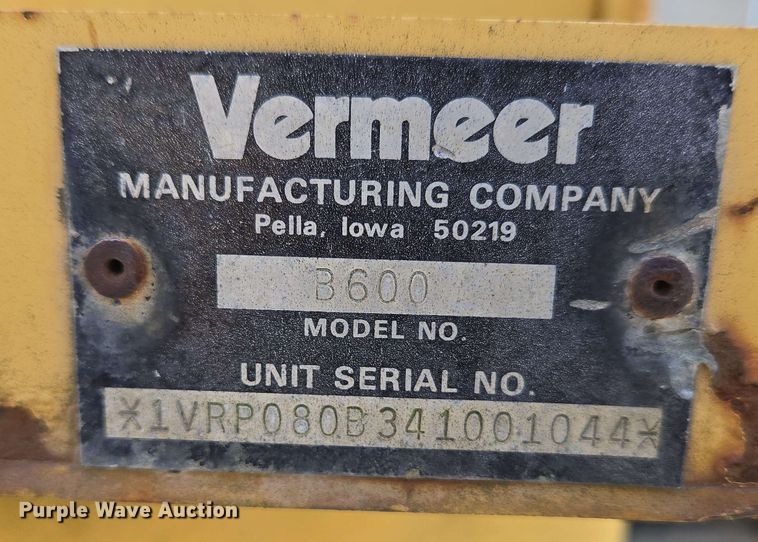 Vermeer
MANUFACTURING COMPANY
Pella, Iowa 50219
B600
MODEL NO.
UNIT SERIAL NO.
*1VRP080B341001044*
Purple Wave Auction